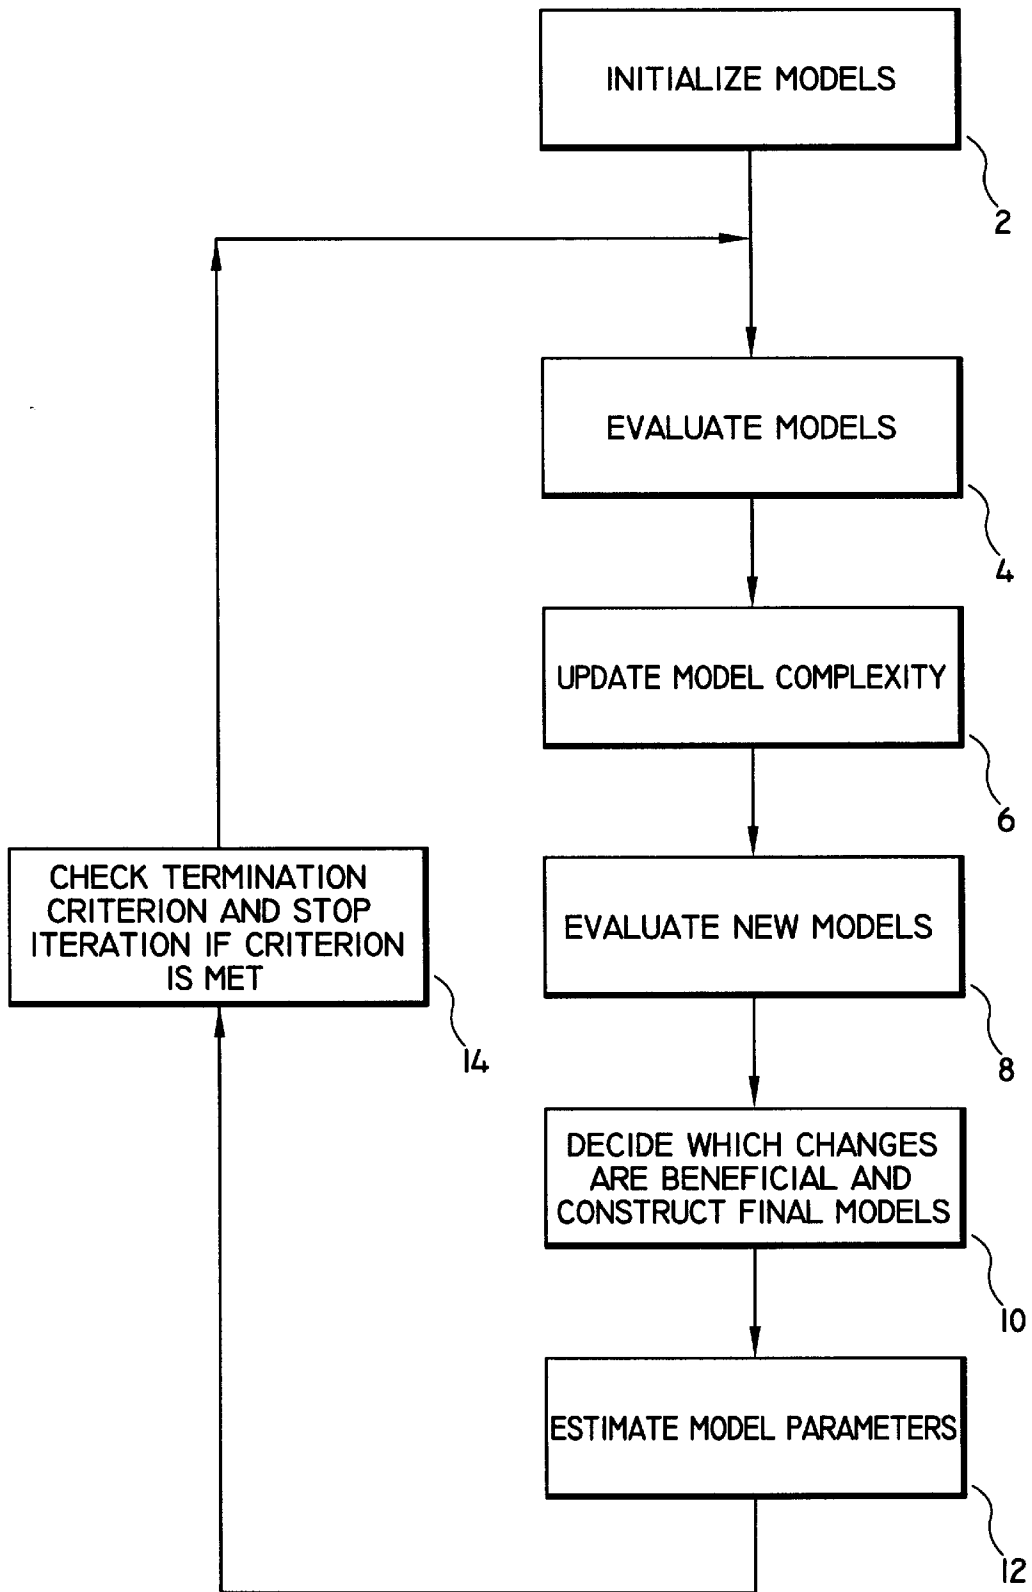 INITIALIZE MODELS
2
EVALUATE MODELS
4
UPDATE MODEL COMPLEXITY
6
EVALUATE NEW MODELS
8
DECIDE WHICH CHANGES
ARE BENEFICIAL AND
CONSTRUCT FINAL MODELS
10
ESTIMATE MODEL PARAMETERS
12
CHECK TERMINATION
CRITERION AND STOP
ITERATION IF CRITERION
IS MET
14